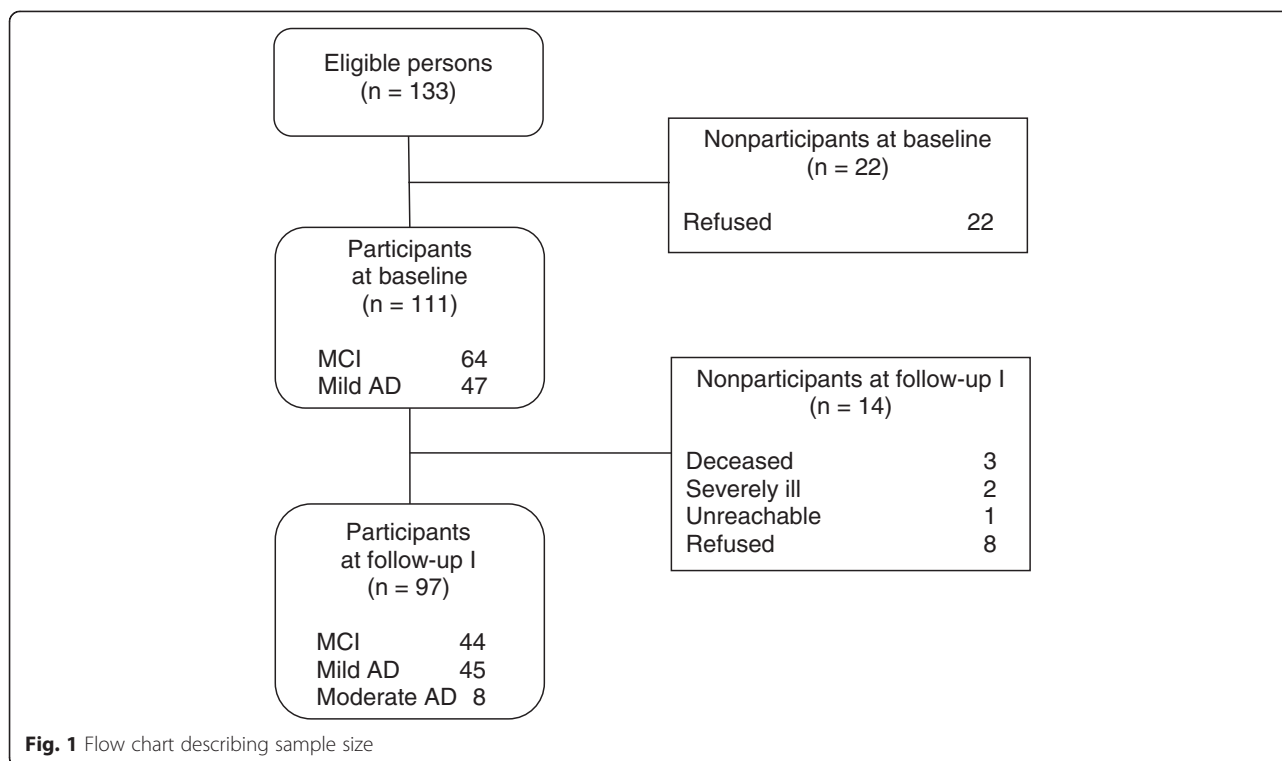 Eligible persons
(n = 133)
Nonparticipants at baseline
(n = 22)
Refused 22
Participants
at baseline
(n = 111)
MCI 64
Mild AD 47
Nonparticipants at follow-up I
(n = 14)
Deceased 3
Severely ill 2
Unreachable 1
Refused 8
Participants
at follow-up I
(n = 97)
MCI 44
Mild AD 45
Moderate AD 8
Fig. 1 Flow chart describing sample size